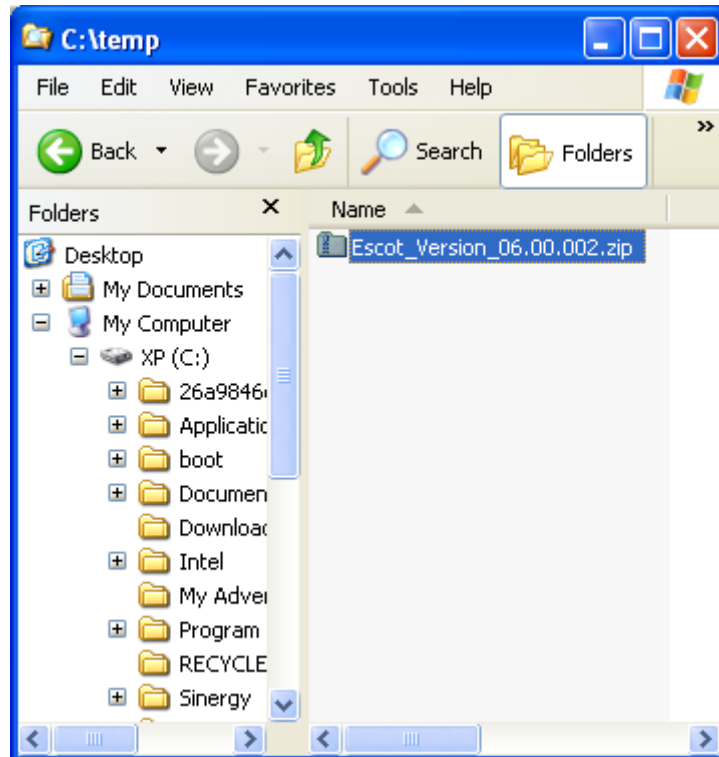 C:\temp
File Edit View Favorites Tools Help
Back Search Folders »
Folders × Name
Desktop
Escot_Version_06.00.002.zip
My Documents
My Computer
XP (C:)
26a9846
Applicatic
boot
Documen
Downloa
Intel
My Adve
Program
RECYCLE
Sinergy